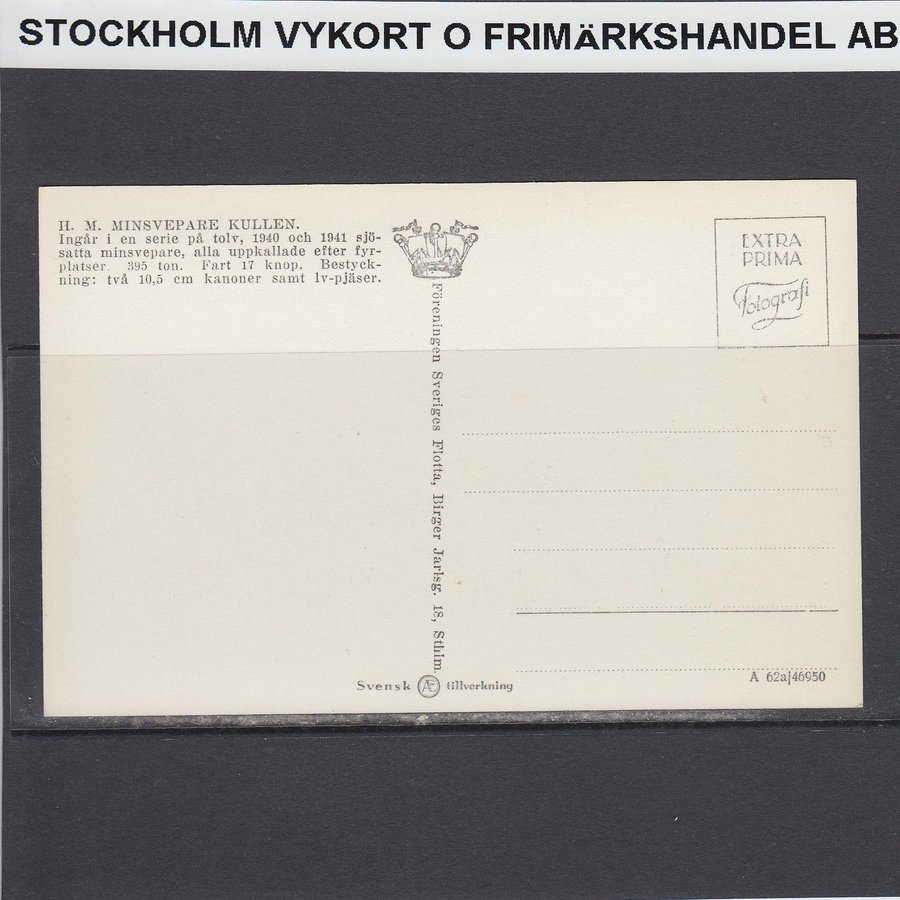 STOCKHOLM VYKORT O FRIMÄRKSHANDEL AB
H. M. MINSVEPARE KULLEN.
Ingår i en serie på tolv, 1940 och 1941 sjö-
satta minsvepare, alla uppkallade efter fyr-
platser. 395 ton. Fart 17 knop. Bestyck-
ning: två 10,5 cm kanoner samt lv-pjäser.
EXTRA
PRIMA
Fotografi
Föreningen Sveriges Flotta, Birger Jarlsg. 18, Sthlm.
Svensk Æ tillverkning
A 62a/46950